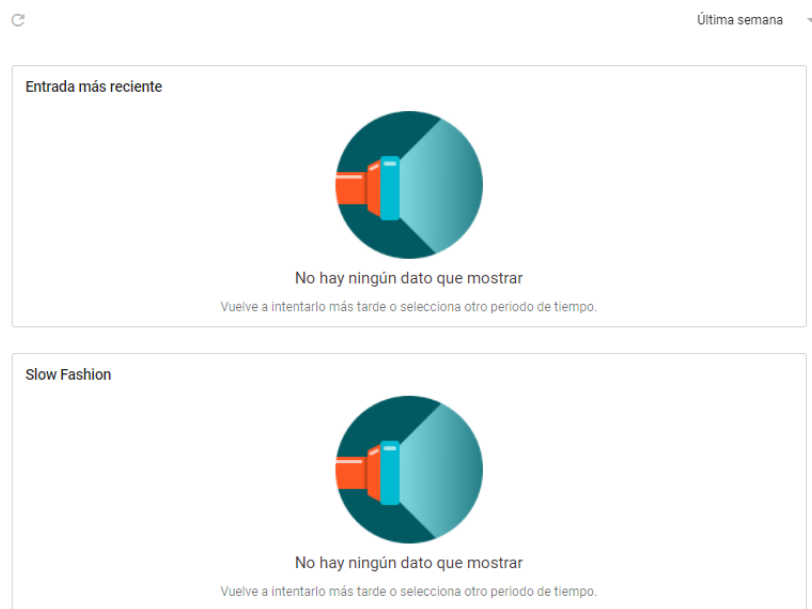 Última semana
Entrada más reciente
No hay ningún dato que mostrar
Vuelve a intentarlo más tarde o selecciona otro periodo de tiempo.
Slow Fashion
No hay ningún dato que mostrar
Vuelve a intentarlo más tarde o selecciona otro periodo de tiempo.